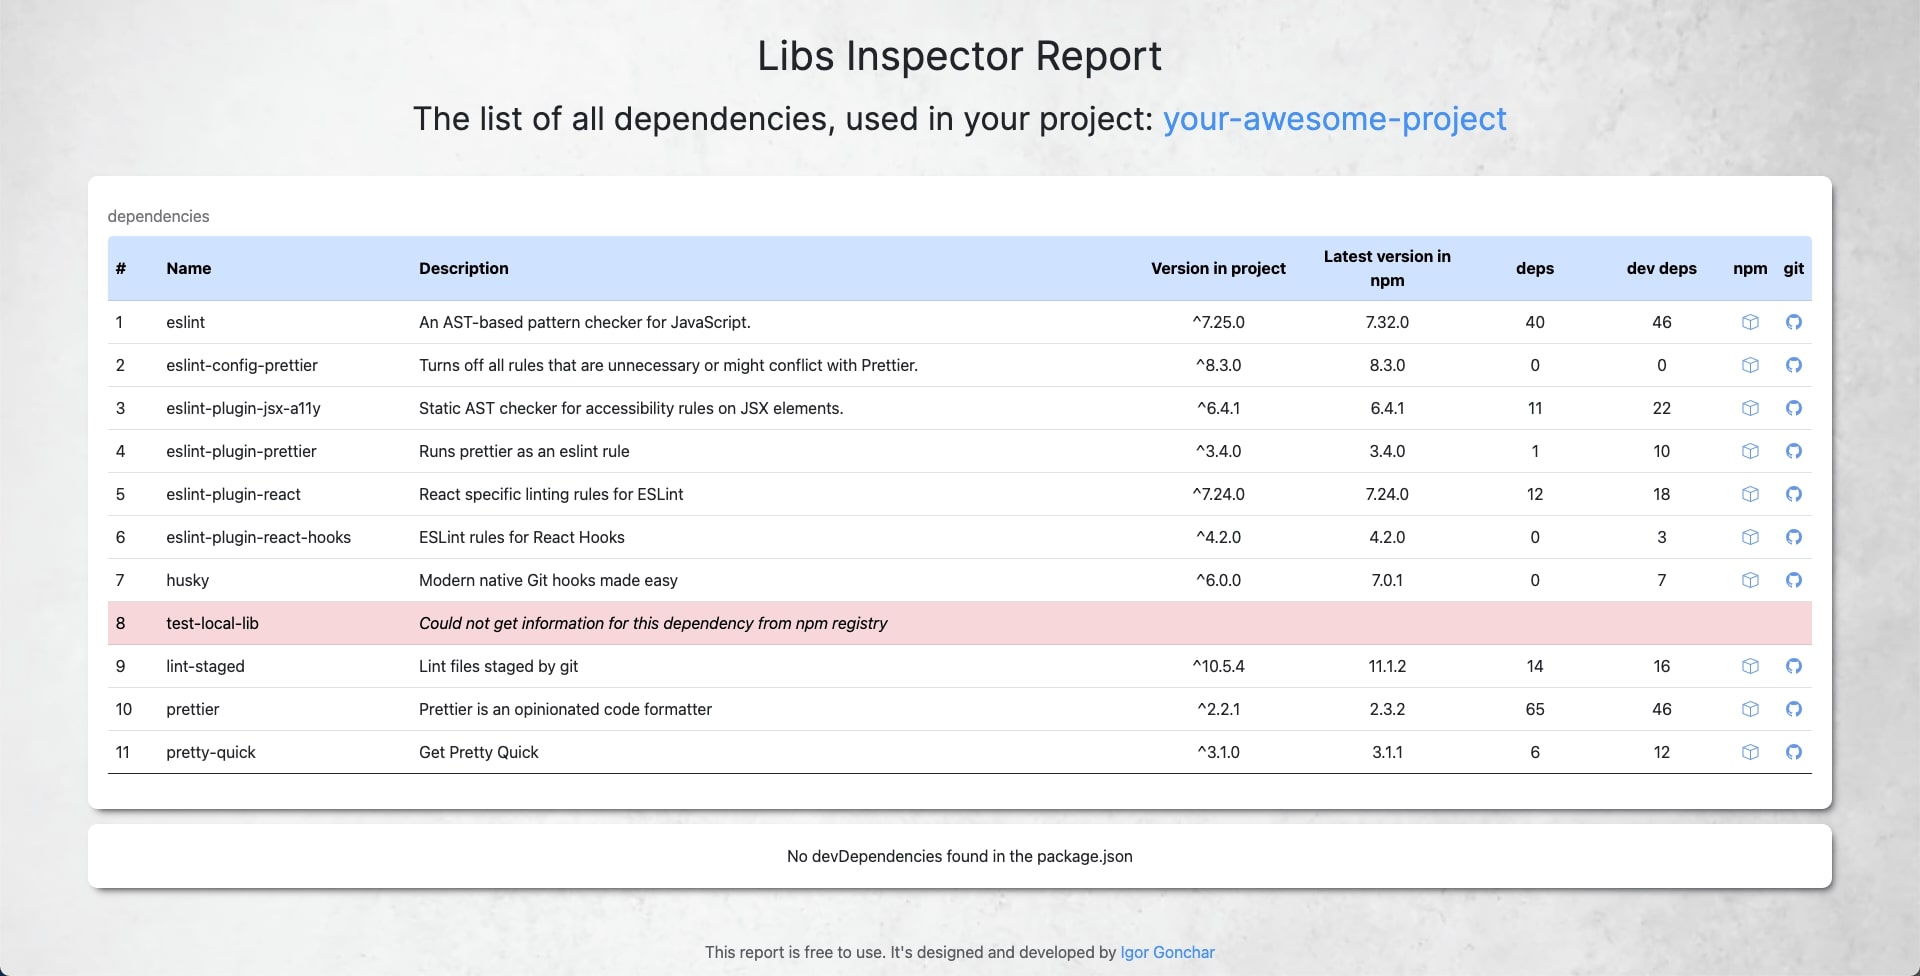 Libs Inspector Report
The list of all dependencies, used in your project: your-awesome-project
dependencies
# Name Description Version in project Latest version in npm deps dev deps npm git
1 eslint An AST-based pattern checker for JavaScript. ^7.25.0 7.32.0 40 46
2 eslint-config-prettier Turns off all rules that are unnecessary or might conflict with Prettier. ^8.3.0 8.3.0 0 0
3 eslint-plugin-jsx-a11y Static AST checker for accessibility rules on JSX elements. ^6.4.1 6.4.1 11 22
4 eslint-plugin-prettier Runs prettier as an eslint rule ^3.4.0 3.4.0 1 10
5 eslint-plugin-react React specific linting rules for ESLint ^7.24.0 7.24.0 12 18
6 eslint-plugin-react-hooks ESLint rules for React Hooks ^4.2.0 4.2.0 0 3
7 husky Modern native Git hooks made easy ^6.0.0 7.0.1 0 7
8 test-local-lib Could not get information for this dependency from npm registry
9 lint-staged Lint files staged by git ^10.5.4 11.1.2 14 16
10 prettier Prettier is an opinionated code formatter ^2.2.1 2.3.2 65 46
11 pretty-quick Get Pretty Quick ^3.1.0 3.1.1 6 12
No devDependencies found in the package.json
This report is free to use. It's designed and developed by Igor Gonchar